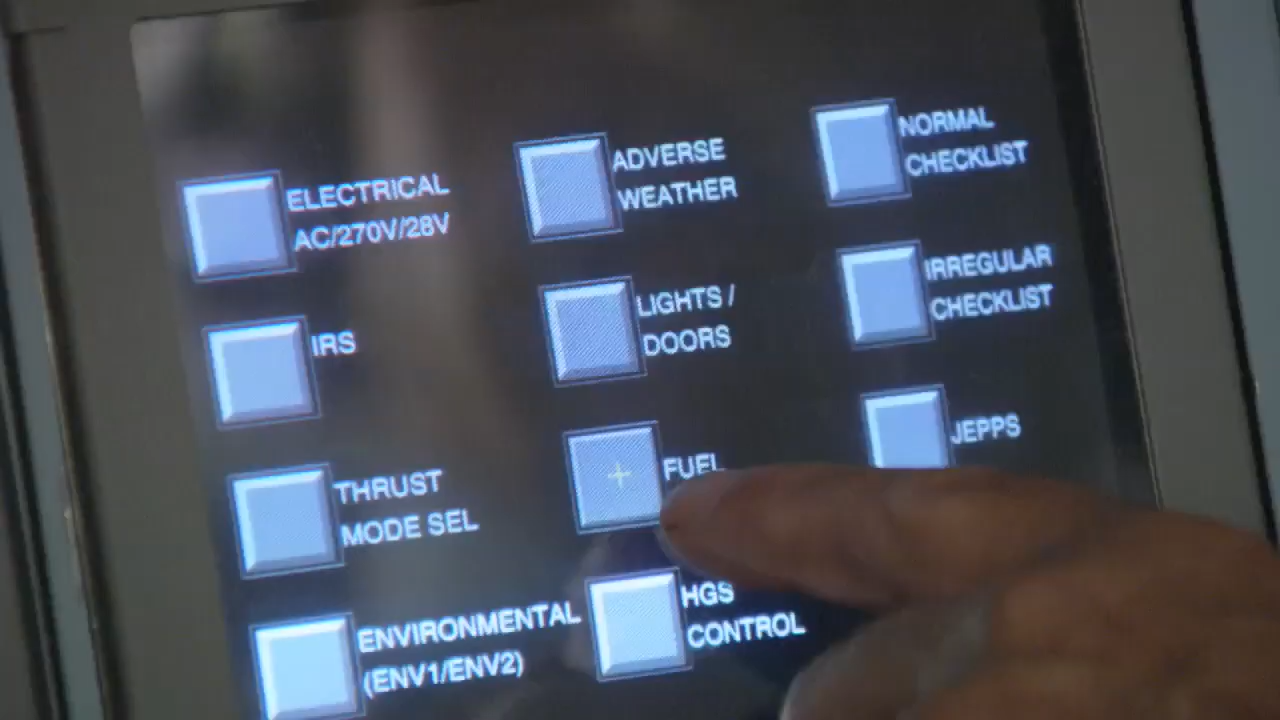 ELECTRICAL
AC/270V/28V
IRS
THRUST
MODE SEL
ENVIRONMENTAL
(ENV1/ENV2)
ADVERSE
WEATHER
LIGHTS /
DOORS
FUEL
HGS
CONTROL
NORMAL
CHECKLIST
IRREGULAR
CHECKLIST
JEPPS